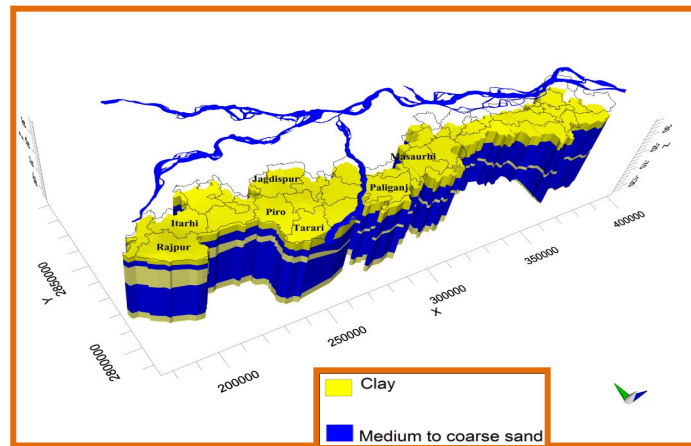 Masaurhi
Jagdispur
Paliganj
Piro
Itarhi
Tarari
Rajpur
Y
2850000
2800000
X
200000
250000
300000
350000
400000
Z
Clay
Medium to coarse sand